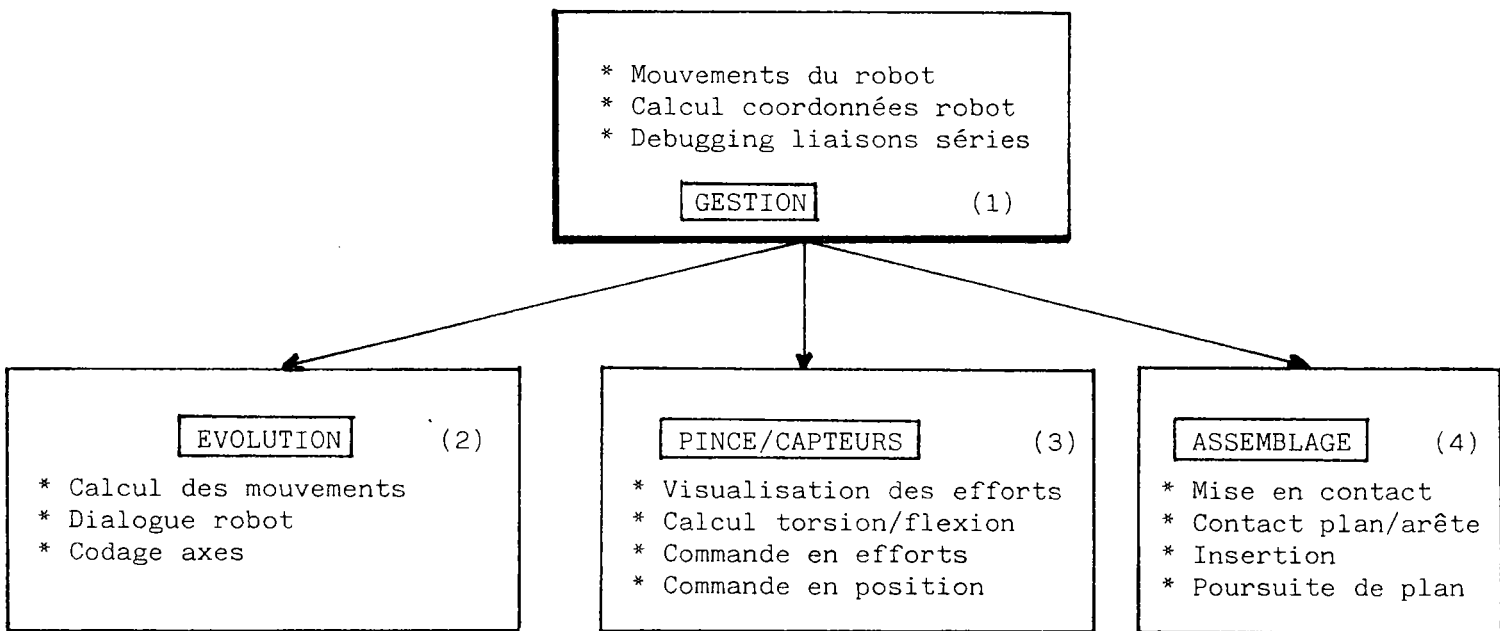 * Mouvements du robot
* Calcul coordonnées robot
* Debugging liaisons séries
GESTION (1)
EVOLUTION (2)
* Calcul des mouvements
* Dialogue robot
* Codage axes
PINCE/CAPTEURS (3)
* Visualisation des efforts
* Calcul torsion/flexion
* Commande en efforts
* Commande en position
ASSEMBLAGE (4)
* Mise en contact
* Contact plan/arête
* Insertion
* Poursuite de plan